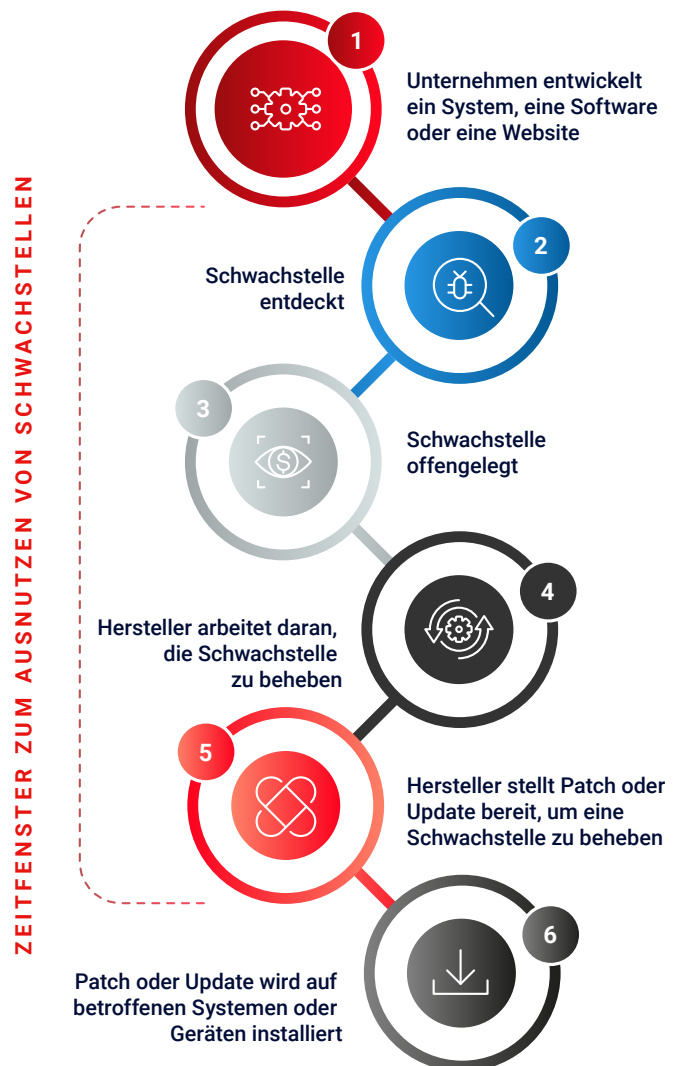 1
Unternehmen entwickelt
ein System, eine Software
oder eine Website
ZEITFENSTER ZUM AUSNUTZEN VON SCHWACHSTELLEN
2
Schwachstelle
entdeckt
3
Schwachstelle
offengelegt
4
Hersteller arbeitet daran,
die Schwachstelle
zu beheben
5
Hersteller stellt Patch oder
Update bereit, um eine
Schwachstelle zu beheben
6
Patch oder Update wird auf
betroffenen Systemen oder
Geräten installiert